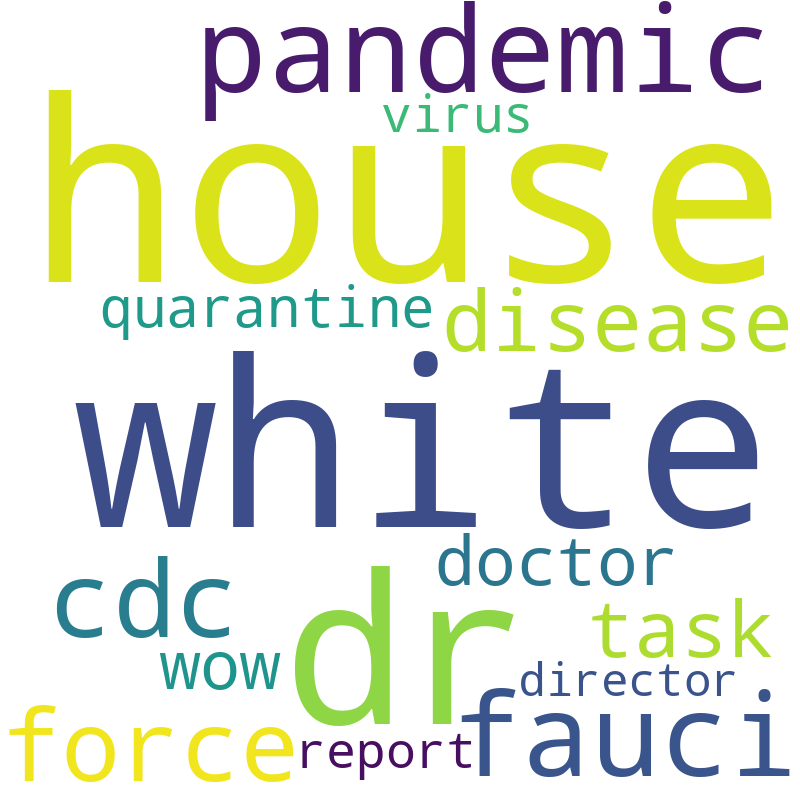 pandemic
virus
house
quarantine disease
white
doctor
cdc
dr task
wow director
force report fauci